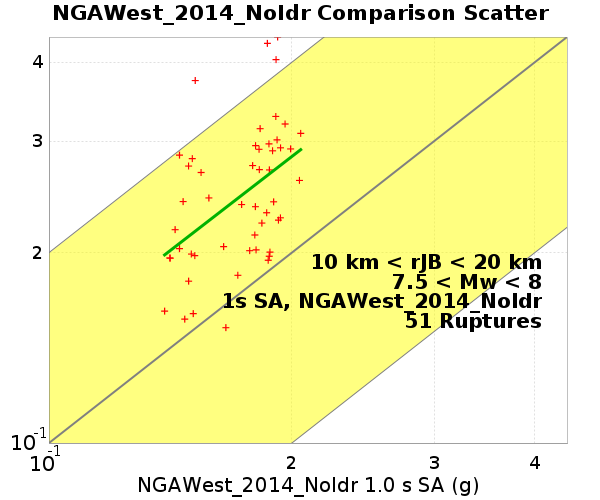 NGAWest_2014_NoIdr Comparison Scatter
4
3
2
10 km < rJB < 20 km
7.5 < Mw < 8
1s SA, NGAWest_2014_NoIdr
51 Ruptures
10-1
10-1
2
3
4
NGAWest_2014_NoIdr 1.0 s SA (g)